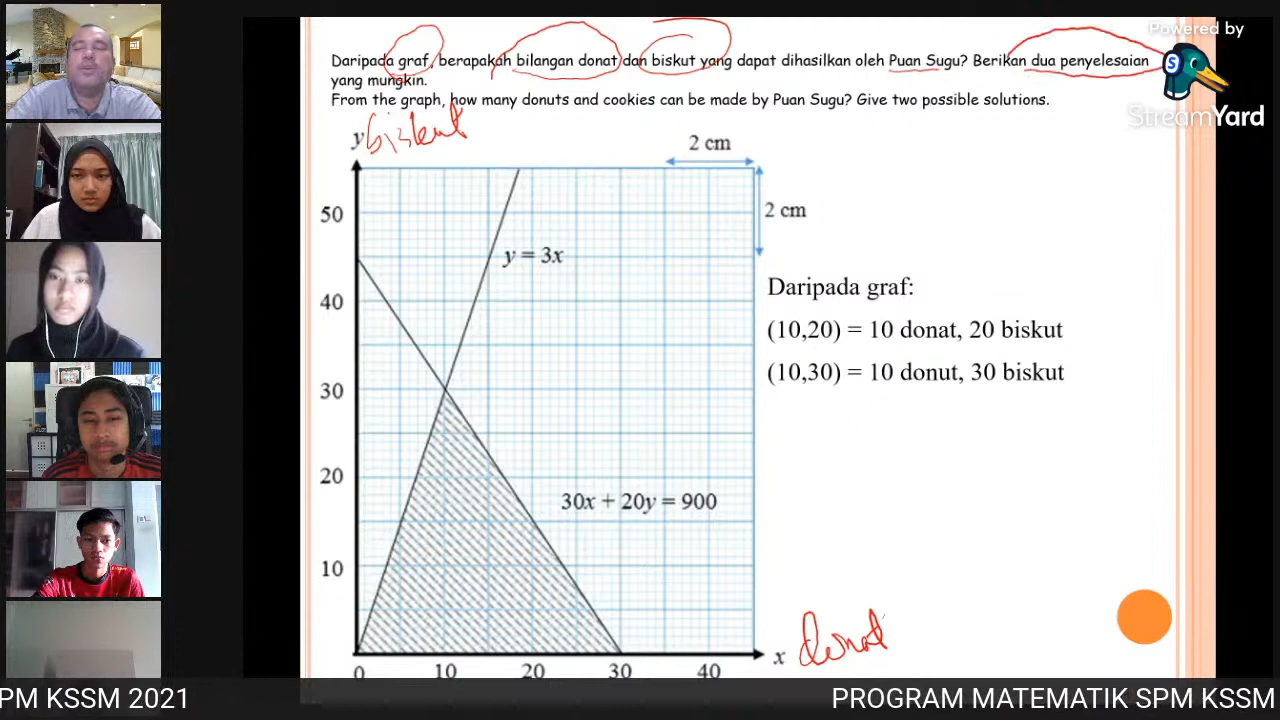 Powered by
StreamYard
Daripada graf, berapakah bilangan donat dan biskut yang dapat dihasilkan oleh Puan Sugu? Berikan dua penyelesaian
yang mungkin.
From the graph, how many donuts and cookies can be made by Puan Sugu? Give two possible solutions.
y biskut
2 cm
50
2 cm
y = 3x
Daripada graf:
40
(10,20) = 10 donat, 20 biskut
(10,30) = 10 donut, 30 biskut
30
20
30x + 20y = 900
10
x donat
0 10 20 30 40
PM KSSM 2021 PROGRAM MATEMATIK SPM KSSM